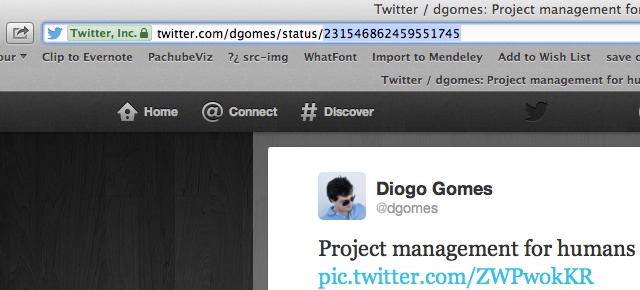 Twitter / dgomes: Project management for
Twitter, Inc. twitter.com/dgomes/status/231546862459551745
our ▼ Clip to Evernote PachubeViz ?¿ src-img WhatFont Import to Mendeley Add to Wish List save c
Twitter / dgomes: Project management for hu
Home @ Connect # Discover
Diogo Gomes
@dgomes
Project management for humans
pic.twitter.com/ZWPwokKR